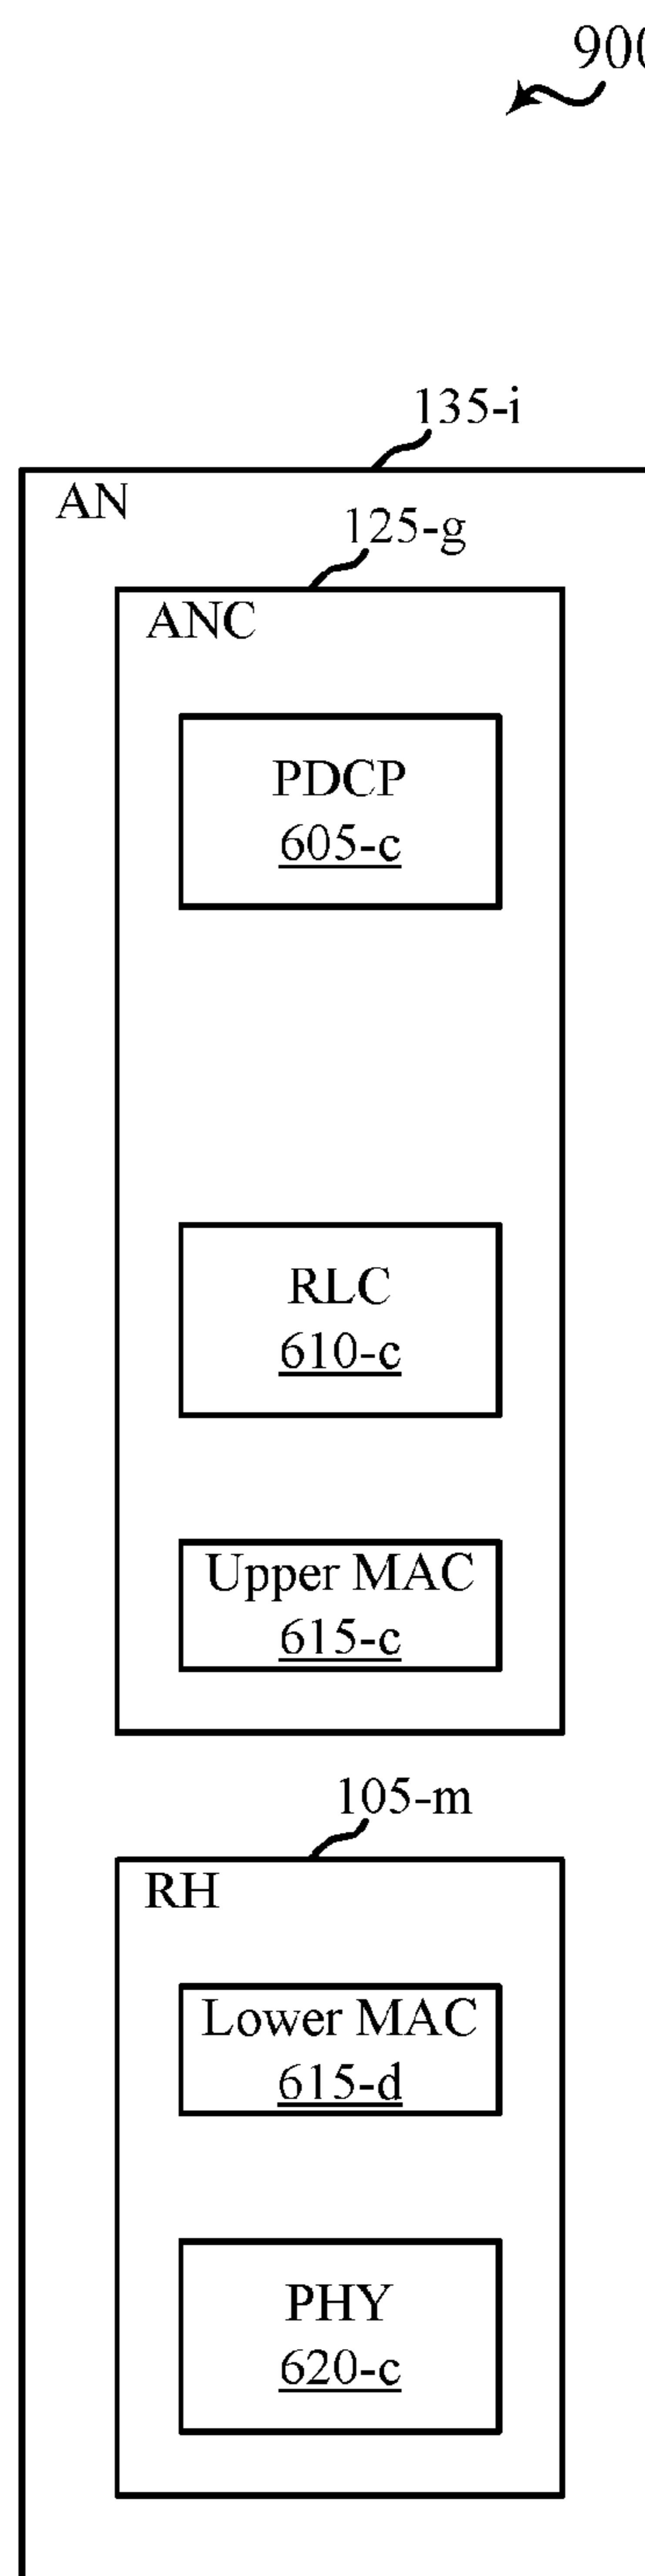 900
135-i
AN
125-g
ANC
PDCP
605-c
RLC
610-c
Upper MAC
615-c
105-m
RH
Lower MAC
615-d
PHY
620-c